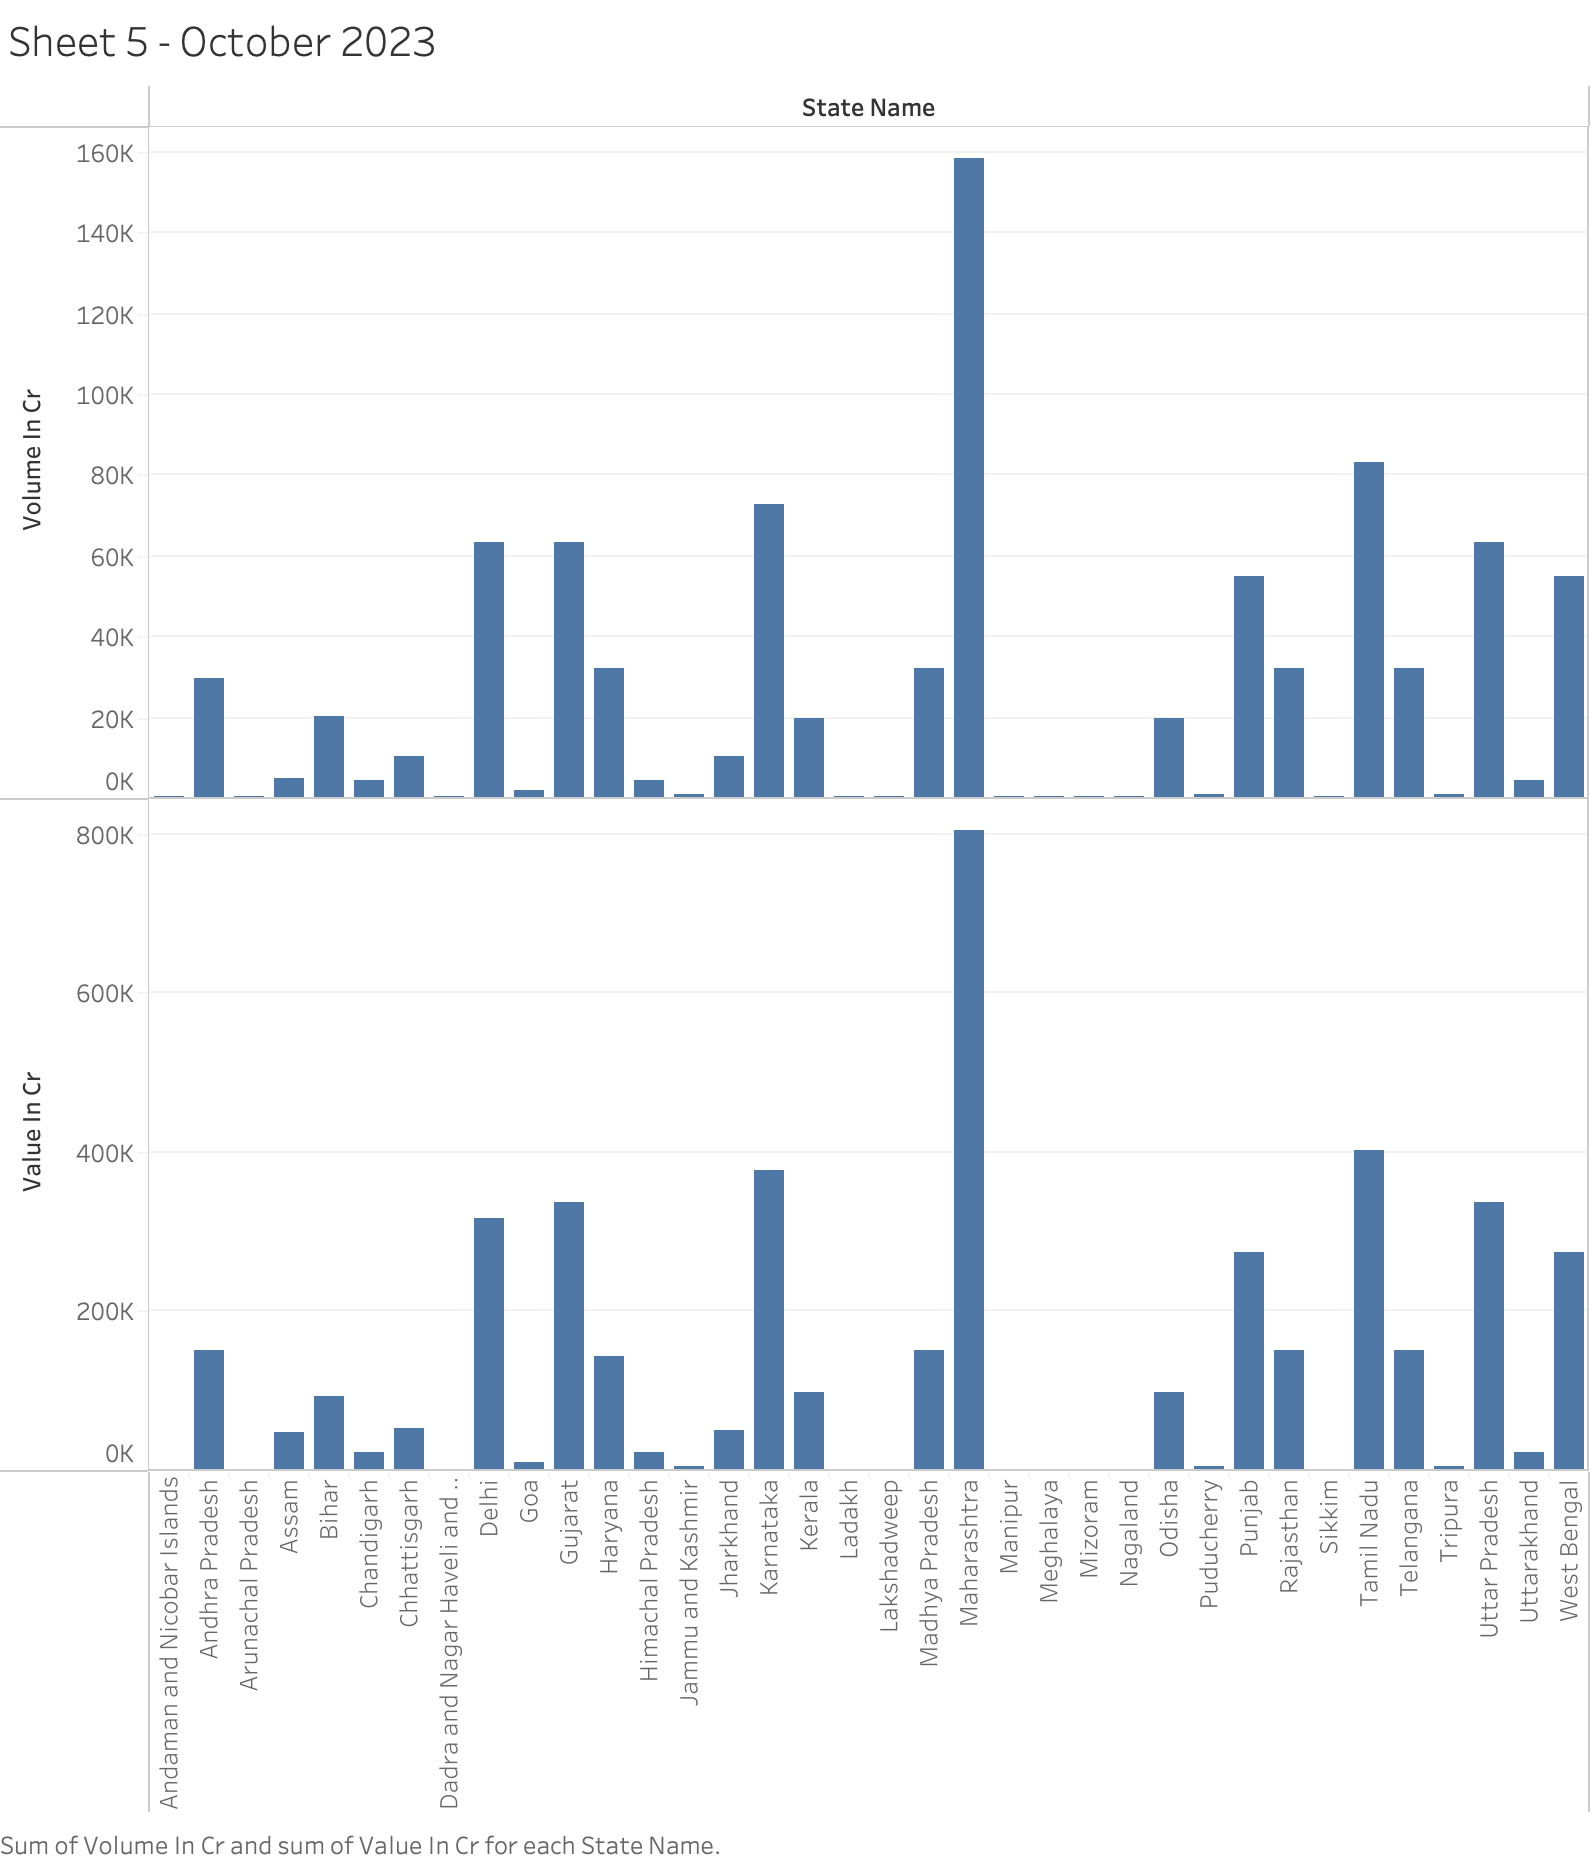 Sheet 5 - October 2023
State Name
160K
140K
120K
100K
80K
60K
40K
20K
0K
Volume In Cr
800K
600K
400K
200K
0K
Value In Cr
Andaman and Nicobar Islands
Andhra Pradesh
Arunachal Pradesh
Assam
Bihar
Chandigarh
Chhattisgarh
Dadra and Nagar Haveli and ..
Delhi
Goa
Gujarat
Haryana
Himachal Pradesh
Jammu and Kashmir
Jharkhand
Karnataka
Kerala
Ladakh
Lakshadweep
Madhya Pradesh
Maharashtra
Manipur
Meghalaya
Mizoram
Nagaland
Odisha
Puducherry
Punjab
Rajasthan
Sikkim
Tamil Nadu
Telangana
Tripura
Uttar Pradesh
Uttarakhand
West Bengal
Sum of Volume In Cr and sum of Value In Cr for each State Name.